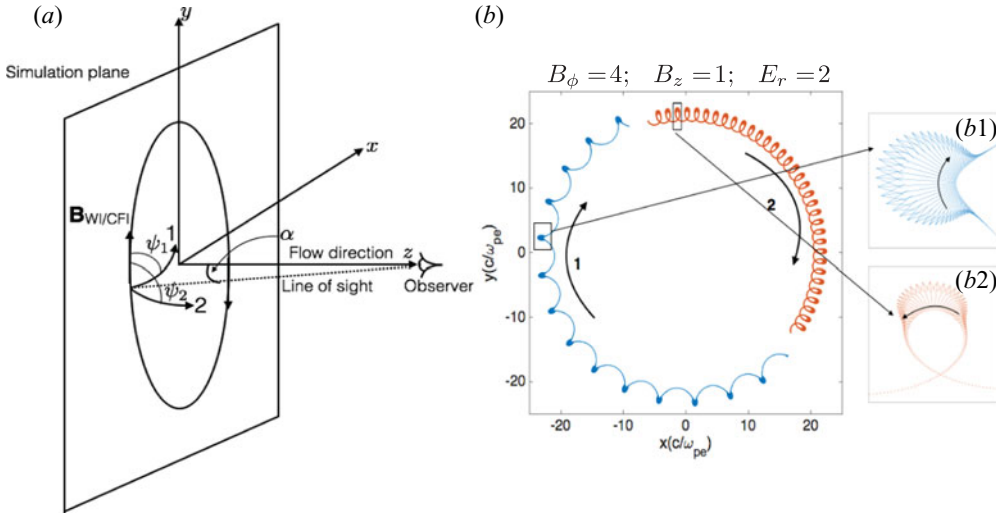 (a)
y
Simulation plane
x
B_WI/CFI
ψ₁
1
α
z
Flow direction
ψ₂
2
Line of sight
Observer
(b)
B_ϕ = 4; B_z = 1; E_r = 2
20
10
0
-10
-20
y(c/ω_pe)
-20 -10 0 10 20
x(c/ω_pe)
1
2
(b1)
(b2)